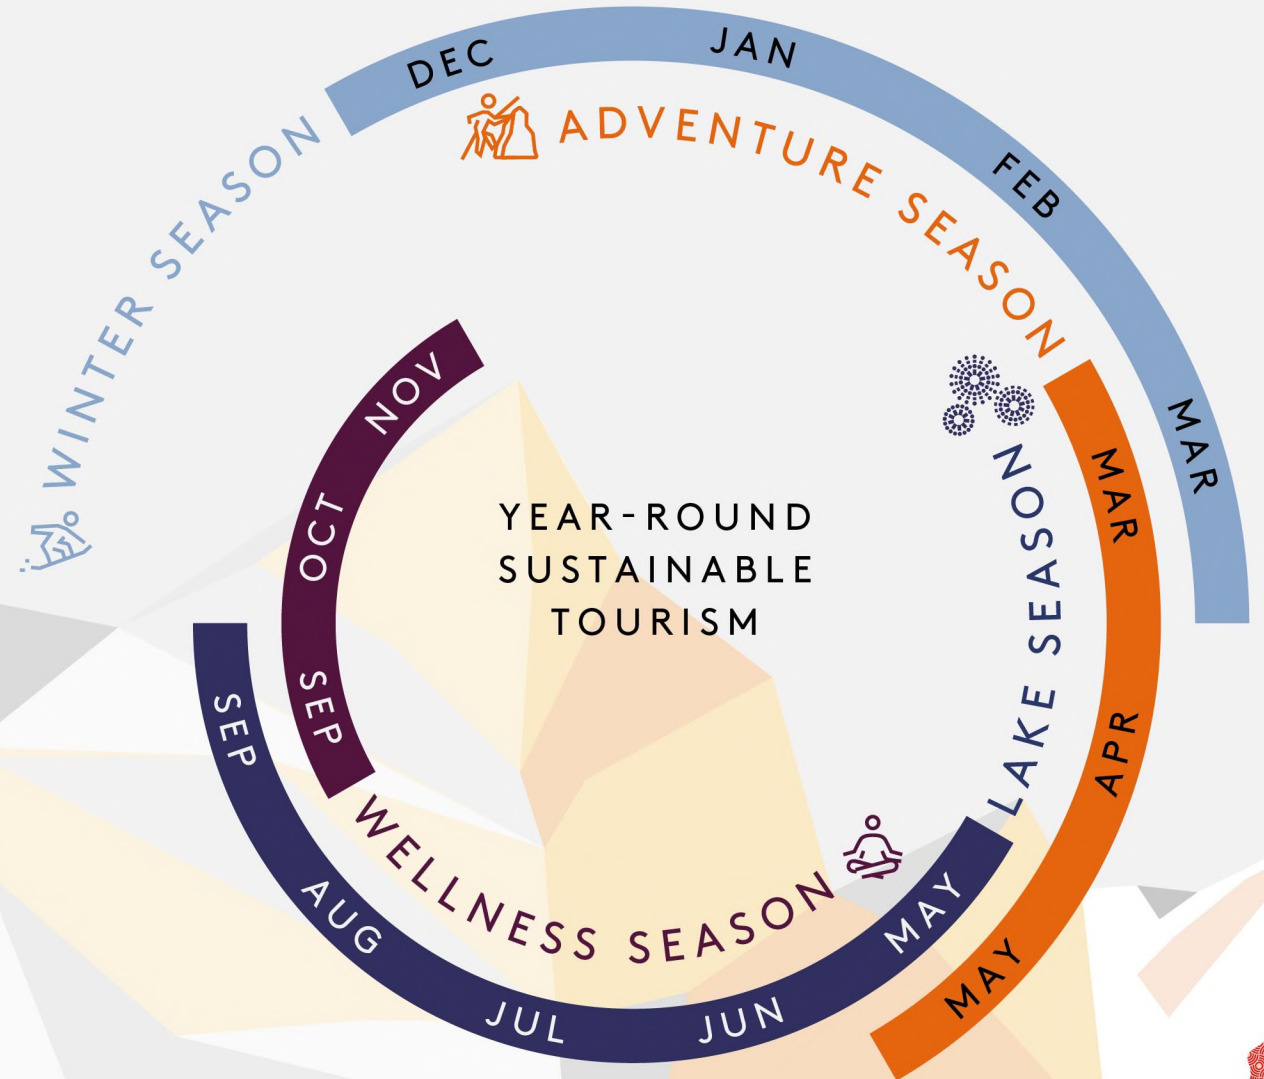 WINTER SEASON
DEC
JAN
FEB
MAR
ADVENTURE SEASON
MAR
APR
MAY
LAKE SEASON
MAY
JUN
JUL
AUG
SEP
WELLNESS SEASON
SEP
OCT
NOV
YEAR-ROUND
SUSTAINABLE
TOURISM